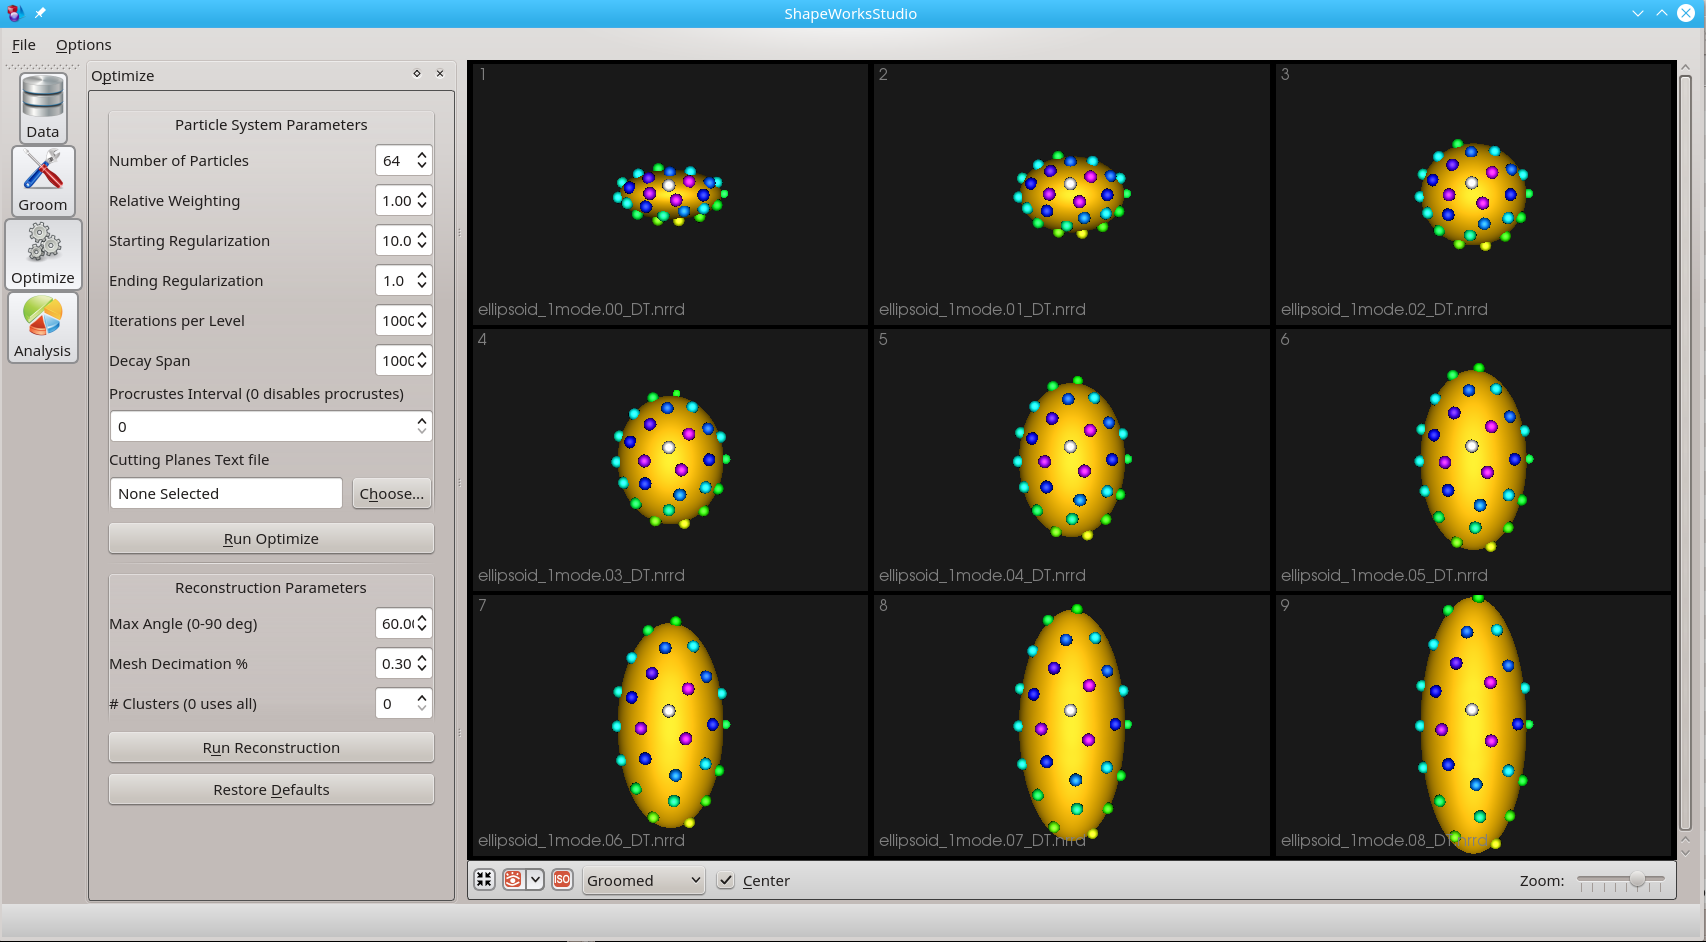 ShapeWorksStudio
File Options
Data
Groom
Optimize
Analysis
Optimize
Particle System Parameters
Number of Particles 64
Relative Weighting 1.00
Starting Regularization 10.0
Ending Regularization 1.0
Iterations per Level 1000
Decay Span 1000
Procrustes Interval (0 disables procrustes)
0
Cutting Planes Text file
None Selected Choose...
Run Optimize
Reconstruction Parameters
Max Angle (0-90 deg) 60.00
Mesh Decimation % 0.30
# Clusters (0 uses all) 0
Run Reconstruction
Restore Defaults
1
ellipsoid_1mode.00_DT.nrrd
2
ellipsoid_1mode.01_DT.nrrd
3
ellipsoid_1mode.02_DT.nrrd
4
ellipsoid_1mode.03_DT.nrrd
5
ellipsoid_1mode.04_DT.nrrd
6
ellipsoid_1mode.05_DT.nrrd
7
ellipsoid_1mode.06_DT.nrrd
8
ellipsoid_1mode.07_DT.nrrd
9
ellipsoid_1mode.08_DT.nrrd
ISO Groomed Center Zoom: